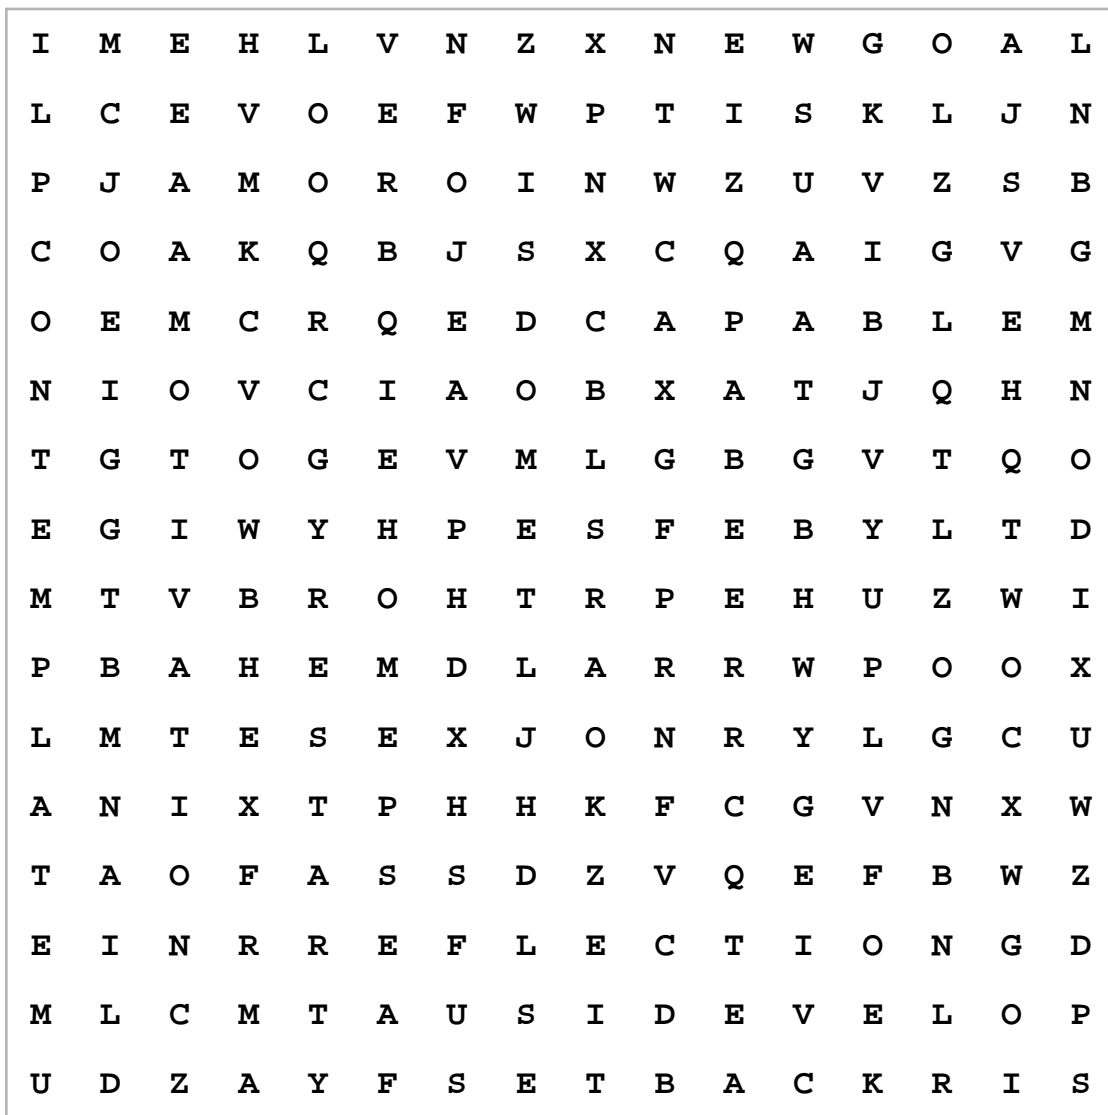 I M E H L V N Z X N E W G O A L
L C E V O E F W P T I S K L J N
P J A M O R O I N W Z U V Z S B
C O A K Q B J S X C Q A I G V G
O E M C R Q E D C A P A B L E M
N I O V C I A O B X A T J Q H N
T G T O G E V M L G B G V T Q O
E G I W Y H P E S F E B Y L T D
M T V B R O H T R P E H U Z W I
P B A H E M D L A R R W P O O X
L M T E S E X J O N R Y L G C U
A N I X T P H H K F C G V N X W
T A O F A S S D Z V Q E F B W Z
E I N R R E F L E C T I O N G D
M L C M T A U S I D E V E L O P
U D Z A Y F S E T B A C K R I S